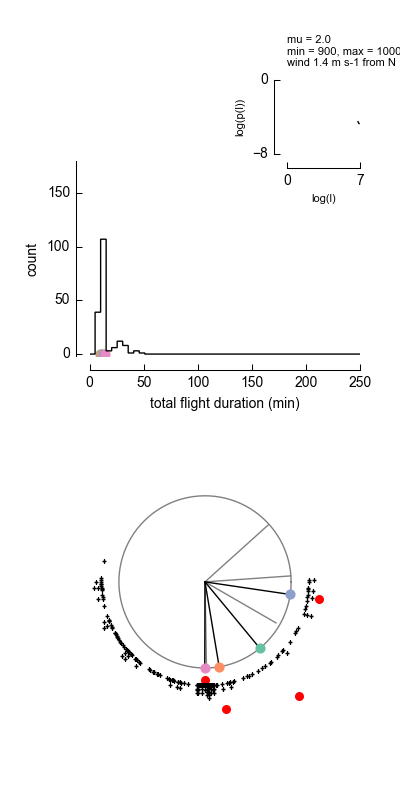 mu = 2.0
min = 900, max = 1000
wind 1.4 m s-1 from N
0
log(p(l))
−8
0 7
log(l)
150
100
count
50
0
0 50 100 150 200 250
total flight duration (min)